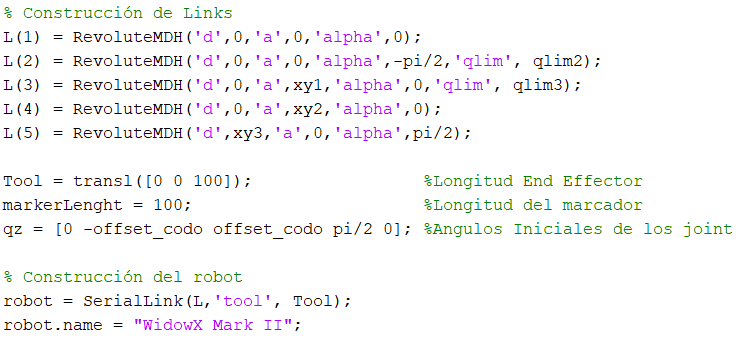 % Construcción de Links
L(1) = RevoluteMDH('d',0,'a',0,'alpha',0);
L(2) = RevoluteMDH('d',0,'a',0,'alpha',-pi/2,'qlim', qlim2);
L(3) = RevoluteMDH('d',0,'a',xy1,'alpha',0,'qlim', qlim3);
L(4) = RevoluteMDH('d',0,'a',xy2,'alpha',0);
L(5) = RevoluteMDH('d',xy3,'a',0,'alpha',pi/2);
Tool = transl([0 0 100]); %Longitud End Effector
markerLenght = 100; %Longitud del marcador
qz = [0 -offset_codo offset_codo pi/2 0]; %Angulos Iniciales de los joint
% Construcción del robot
robot = SerialLink(L,'tool', Tool);
robot.name = "WidowX Mark II";